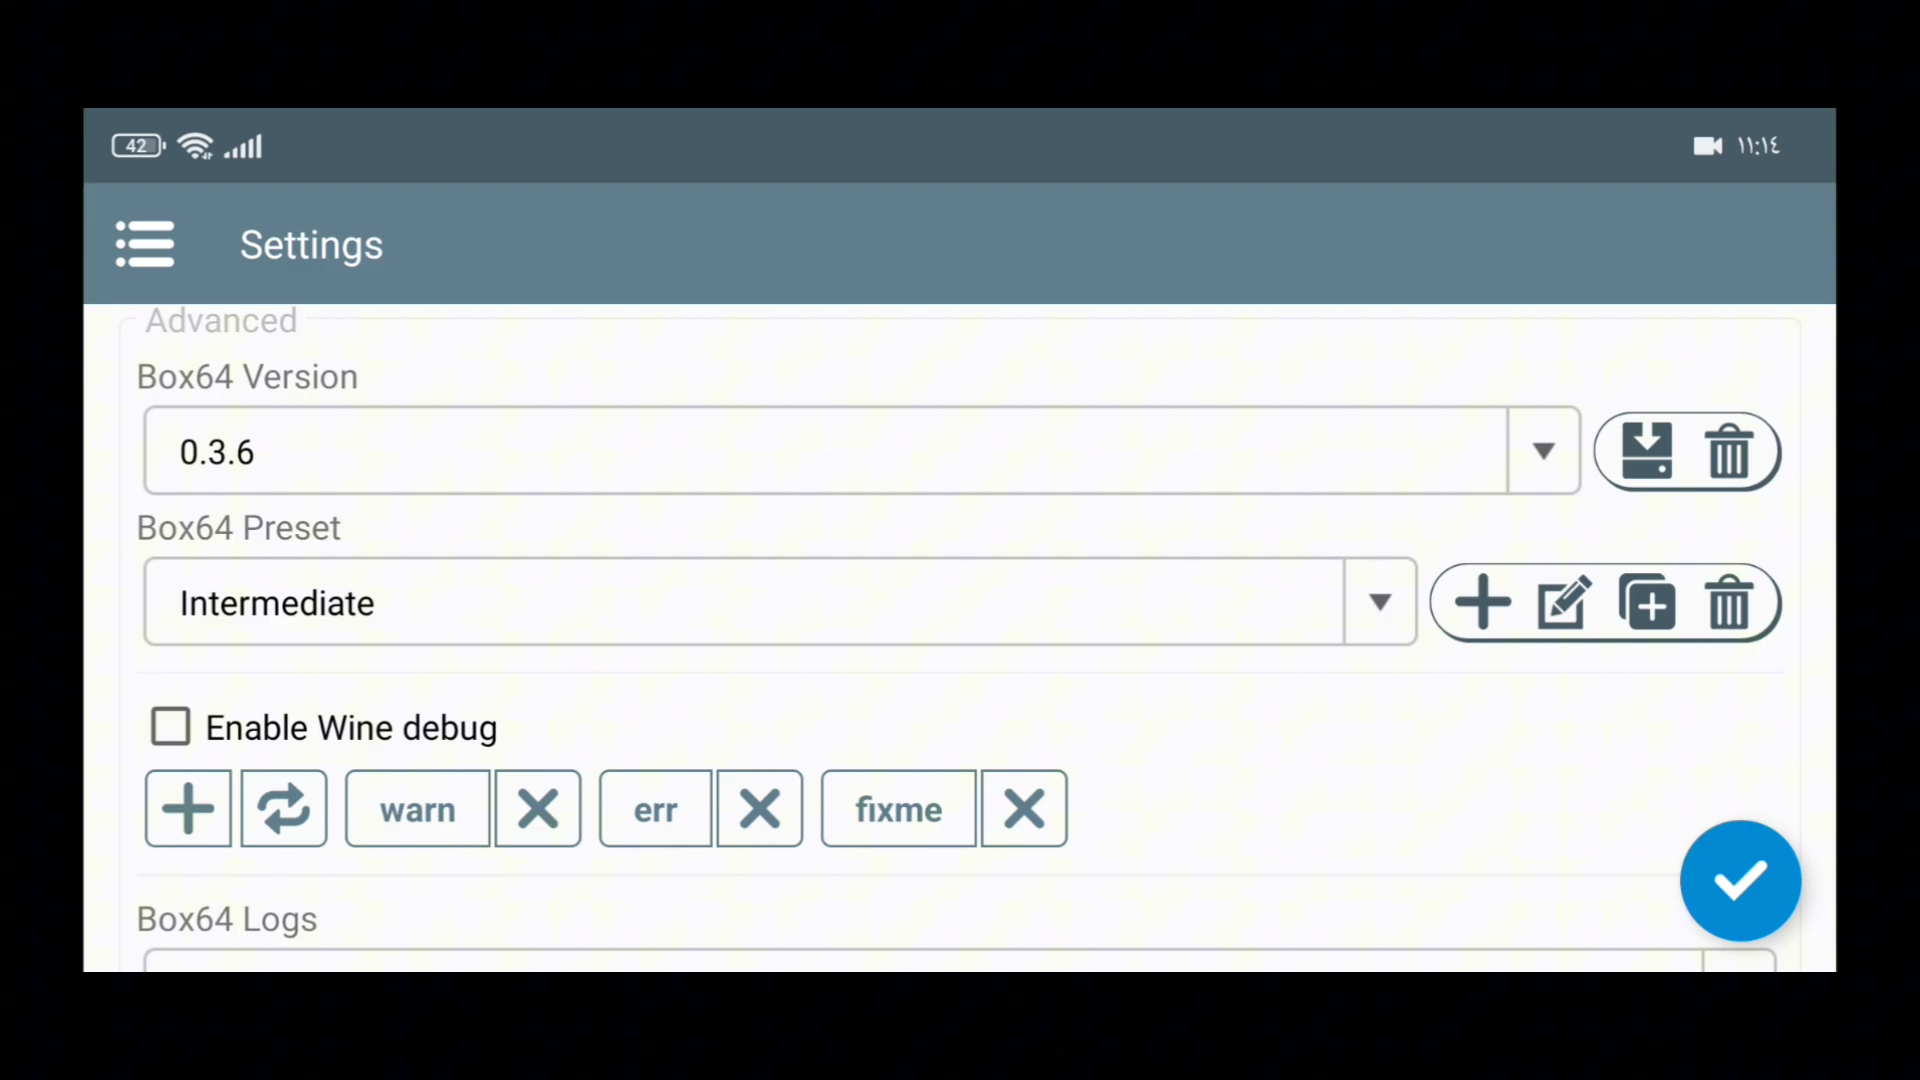 42
١١:١٤
Settings
Advanced
Box64 Version
0.3.6
Box64 Preset
Intermediate
Enable Wine debug
warn err fixme
Box64 Logs